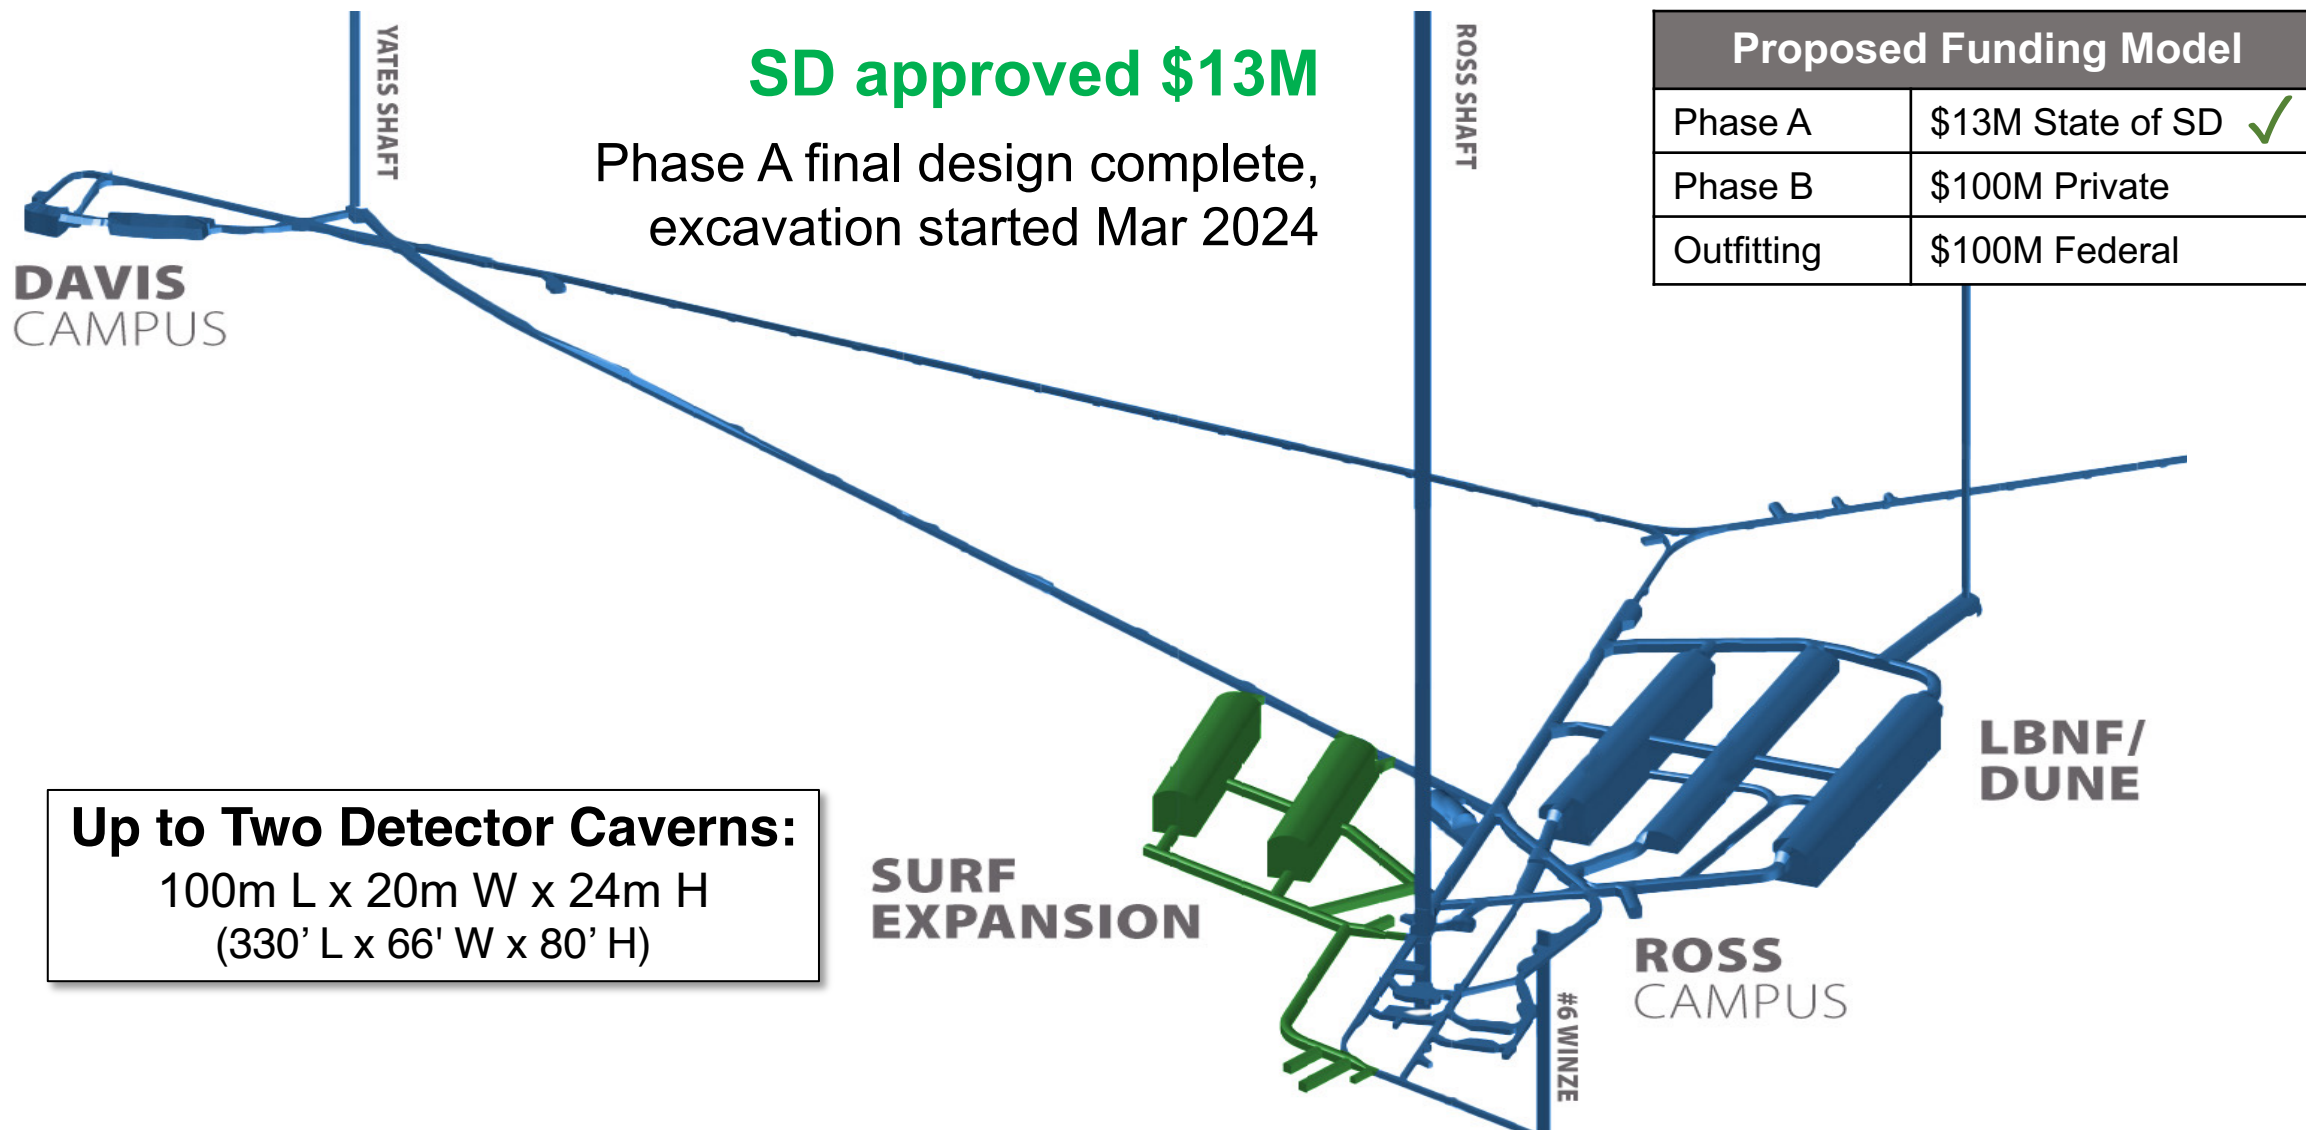 YATES SHAFT
SD approved $13M
Phase A final design complete,
excavation started Mar 2024
ROSS SHAFT
Proposed Funding Model
Phase A $13M State of SD ✓
Phase B $100M Private
Outfitting $100M Federal
DAVIS
CAMPUS
LBNF/
DUNE
Up to Two Detector Caverns:
100m L x 20m W x 24m H
(330’ L x 66' W x 80’ H)
SURF
EXPANSION
ROSS
CAMPUS
#6 WINZE